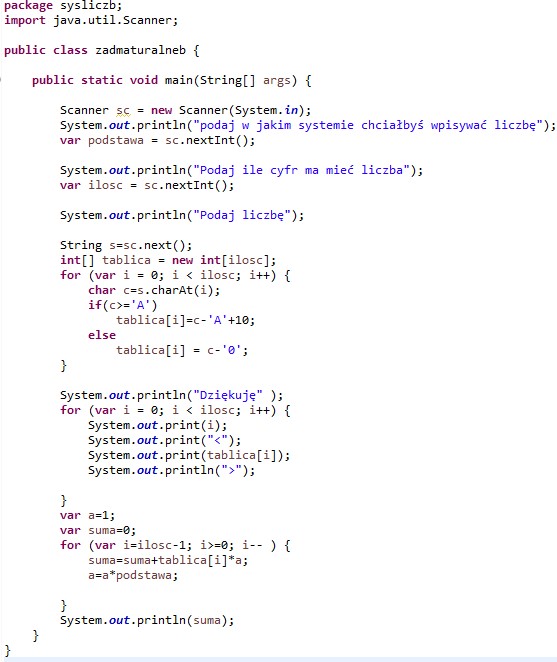 package sysliczb;
import java.util.Scanner;
public class zadmaturalneb {
public static void main(String[] args) {
Scanner sc = new Scanner(System.in);
System.out.println("podaj w jakim systemie chciałbyś wpisywać liczbę");
var podstawa = sc.nextInt();
System.out.println("Podaj ile cyfr ma mieć liczba");
var ilosc = sc.nextInt();
System.out.println("Podaj liczbę");
String s=sc.next();
int[] tablica = new int[ilosc];
for (var i = 0; i < ilosc; i++) {
char c=s.charAt(i);
if(c>='A')
tablica[i]=c-'A'+10;
else
tablica[i] = c-'0';
}
System.out.println("Dziękuję" );
for (var i = 0; i < ilosc; i++) {
System.out.print(i);
System.out.print("<");
System.out.print(tablica[i]);
System.out.println(">");
}
var a=1;
var suma=0;
for (var i=ilosc-1; i>=0; i-- ) {
suma=suma+tablica[i]*a;
a=a*podstawa;
}
System.out.println(suma);
}
}